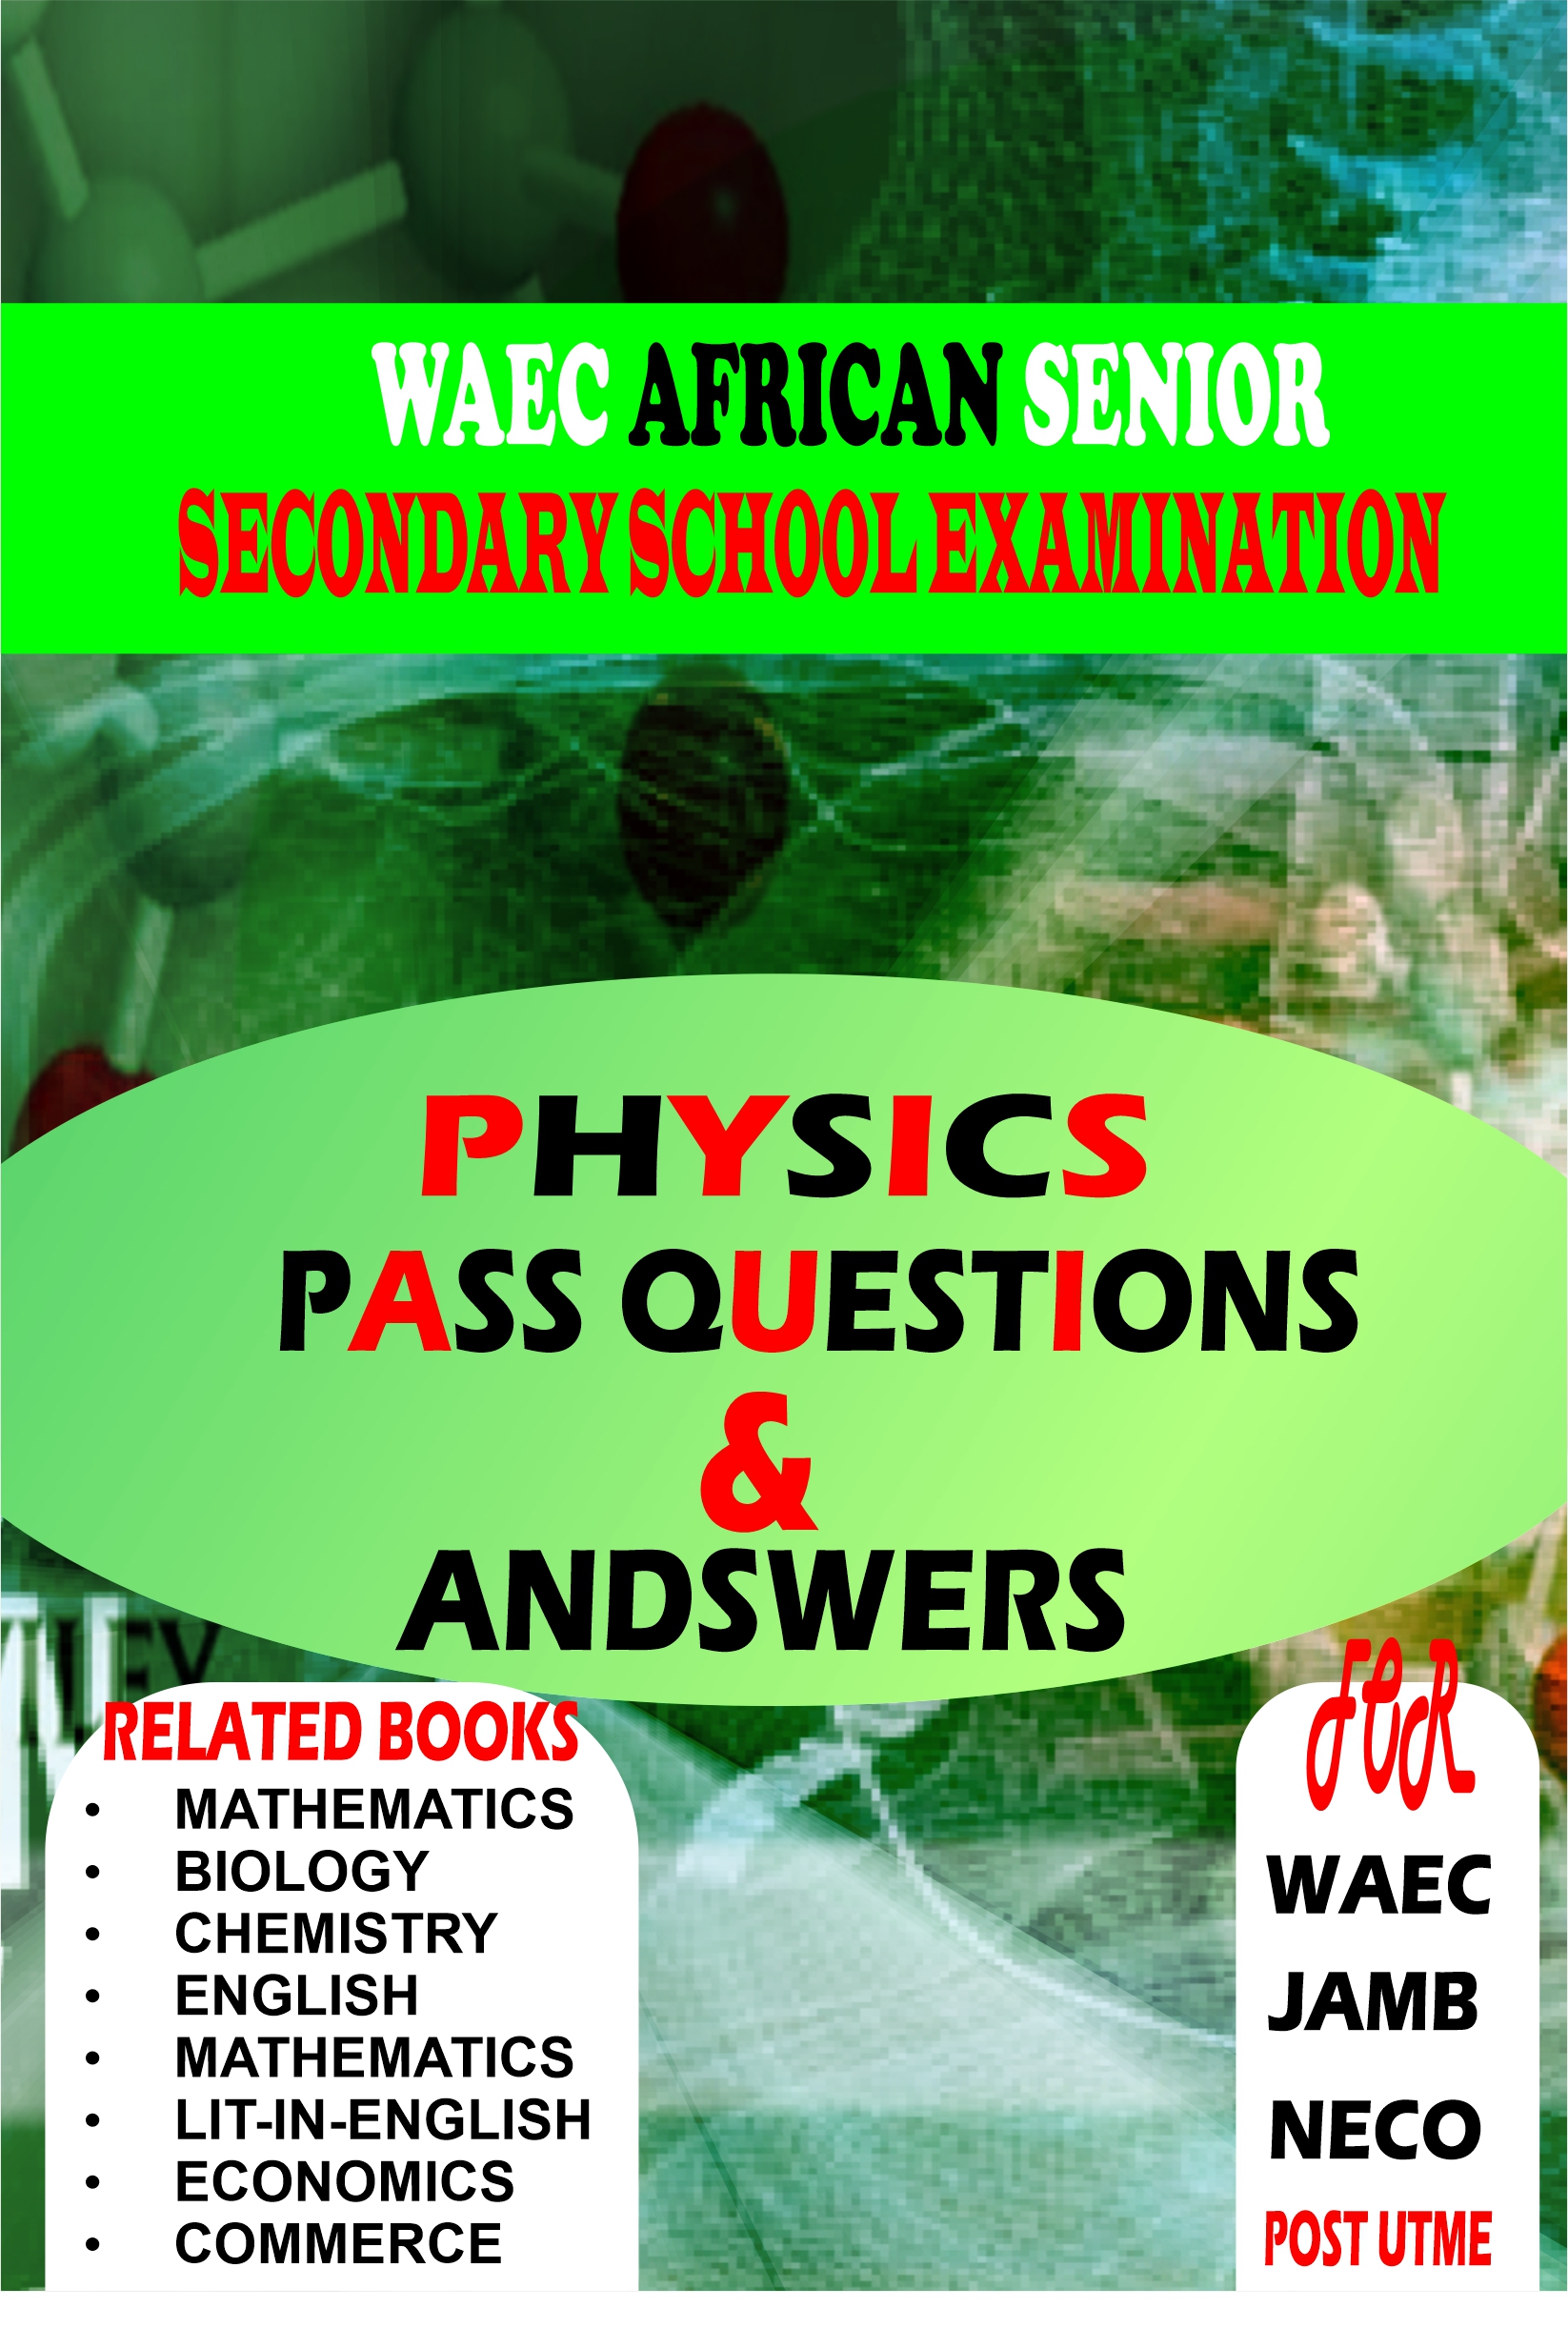 WAEC AFRICAN SENIOR
SECONDARY SCHOOL EXAMINATION
PHYSICS
PASS QUESTIONS
&
ANDSWERS
RELATED BOOKS
• MATHEMATICS
• BIOLOGY
• CHEMISTRY
• ENGLISH
• MATHEMATICS
• LIT-IN-ENGLISH
• ECONOMICS
• COMMERCE
FOR
WAEC
JAMB
NECO
POST UTME